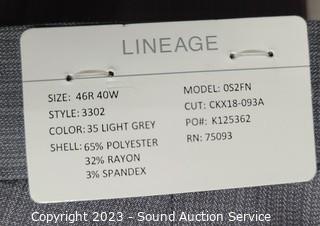 LINEAGE
SIZE: 46R 40W
STYLE: 3302
COLOR: 35 LIGHT GREY
SHELL: 65% POLYESTER
32% RAYON
3% SPANDEX
MODEL: 0S2FN
CUT: CKX18-093A
PO#: K125362
RN: 75093
Copyright 2023 - Sound Auction Service